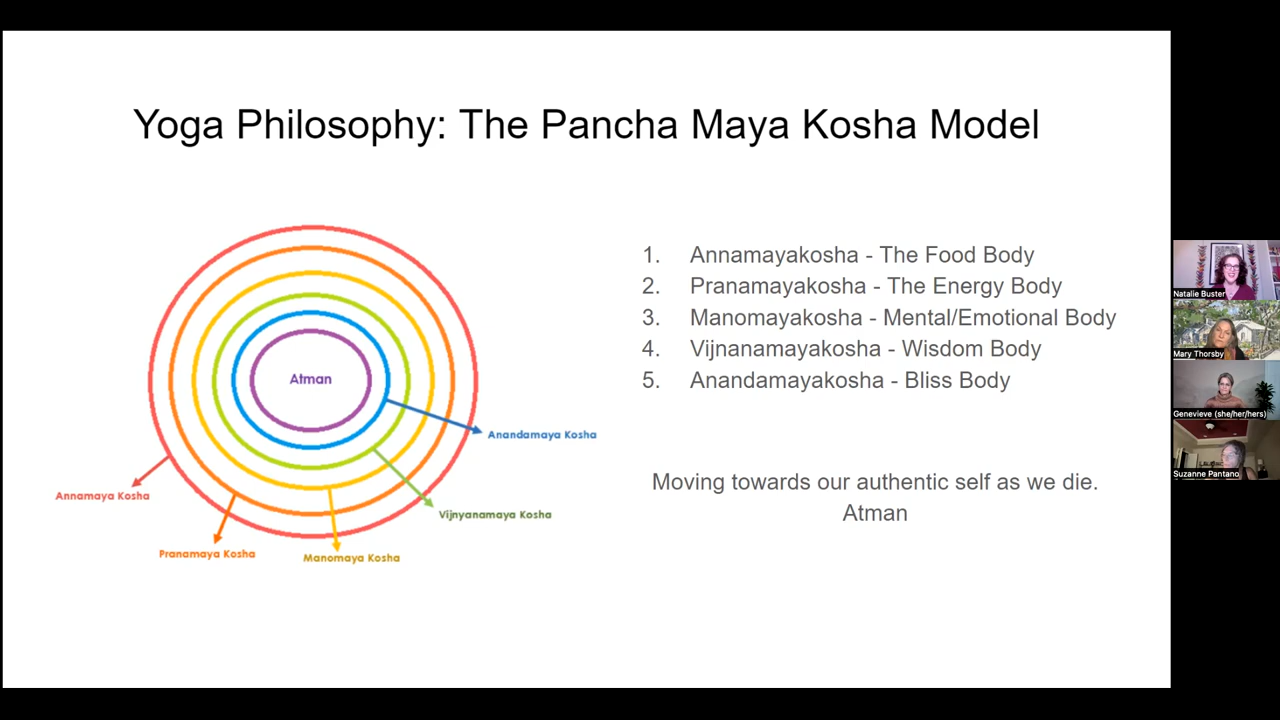 Yoga Philosophy: The Pancha Maya Kosha Model
Atman
Anandamaya Kosha
Annamaya Kosha
Vijnyanamaya Kosha
Pranamaya Kosha
Manomaya Kosha
1. Annamayakosha - The Food Body
2. Pranamayakosha - The Energy Body
3. Manomayakosha - Mental/Emotional Body
4. Vijnanamayakosha - Wisdom Body
5. Anandamayakosha - Bliss Body
Moving towards our authentic self as we die.
Atman
Natalie Buster
Mary Thorsby
Genevieve (she/her/hers)
Suzanne Pantano